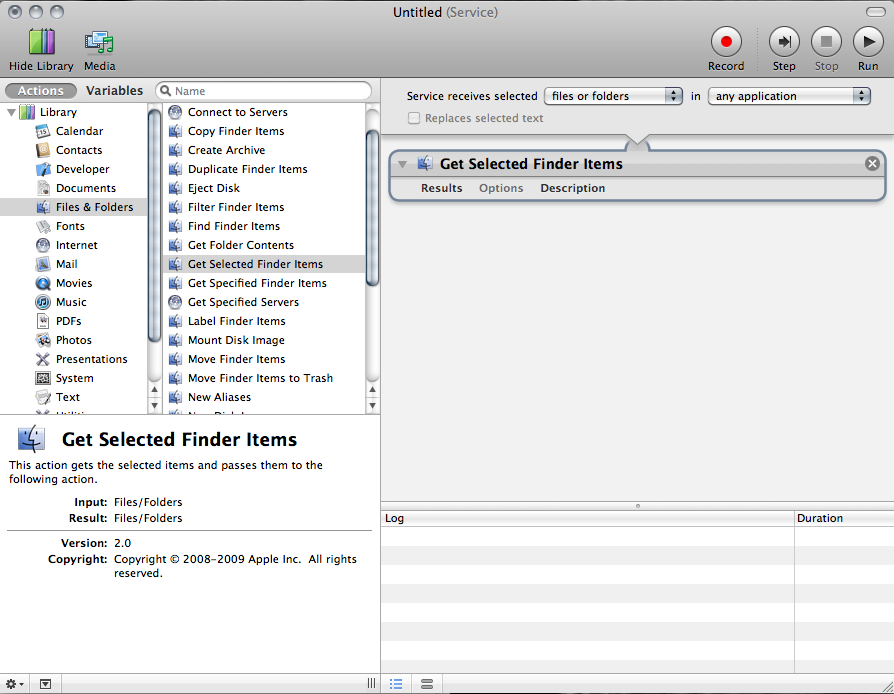 Untitled (Service)
Hide Library
Media
Record
Step
Stop
Run
Actions
Variables
Name
Library
Calendar
Contacts
Developer
Documents
Files & Folders
Fonts
Internet
Mail
Movies
Music
PDFs
Photos
Presentations
System
Text
Connect to Servers
Copy Finder Items
Create Archive
Duplicate Finder Items
Eject Disk
Filter Finder Items
Find Finder Items
Get Folder Contents
Get Selected Finder Items
Get Specified Finder Items
Get Specified Servers
Label Finder Items
Mount Disk Image
Move Finder Items
Move Finder Items to Trash
New Aliases
Service receives selected files or folders in any application
Replaces selected text
Get Selected Finder Items
Results Options Description
Get Selected Finder Items
This action gets the selected items and passes them to the
following action.
Input: Files/Folders
Result: Files/Folders
Version: 2.0
Copyright: Copyright © 2008-2009 Apple Inc. All rights
reserved.
Log
Duration